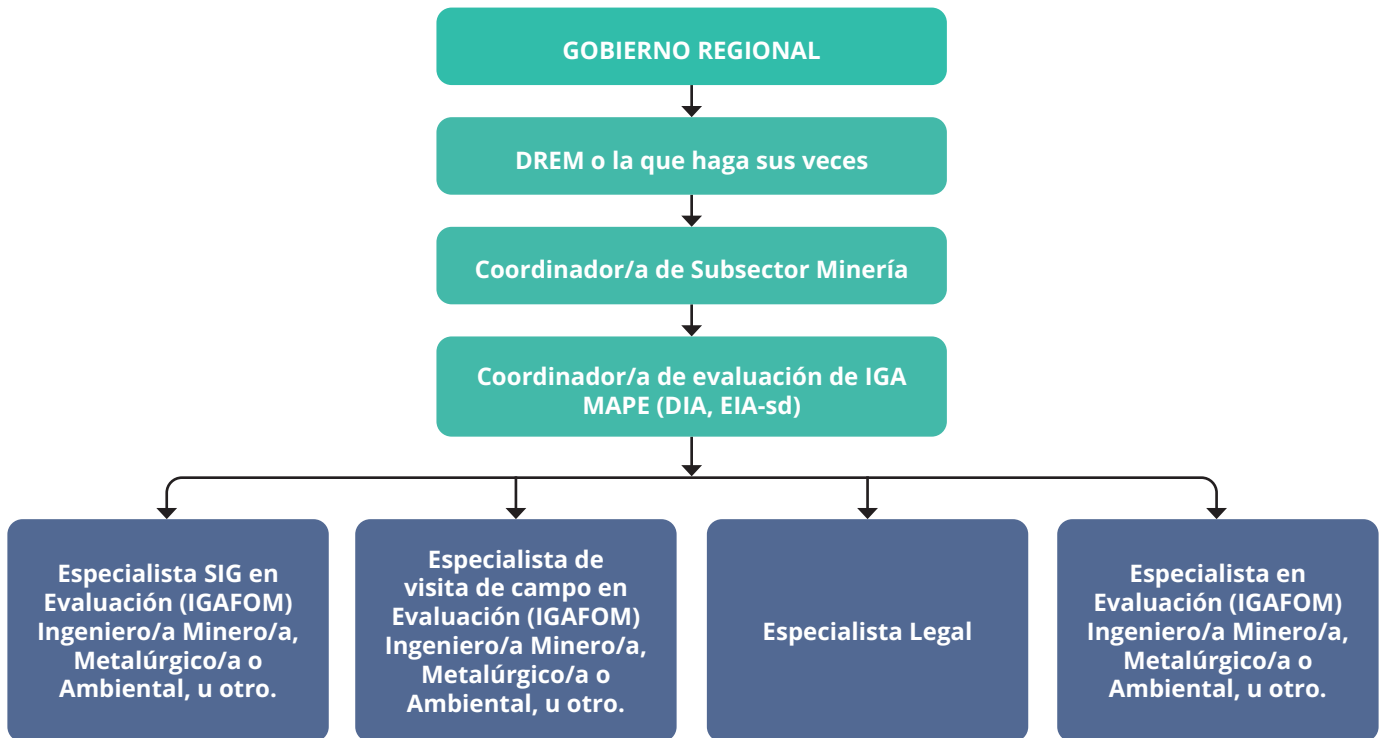 GOBIERNO REGIONAL
DREM o la que haga sus veces
Coordinador/a de Subsector Minería
Coordinador/a de evaluación de IGA
MAPE (DIA, EIA-sd)
Especialista SIG en
Evaluación (IGAFOM)
Ingeniero/a Minero/a,
Metalúrgico/a o
Ambiental, u otro.
Especialista de
visita de campo en
Evaluación (IGAFOM)
Ingeniero/a Minero/a,
Metalúrgico/a o
Ambiental, u otro.
Especialista Legal
Especialista en
Evaluación (IGAFOM)
Ingeniero/a Minero/a,
Metalúrgico/a o
Ambiental, u otro.